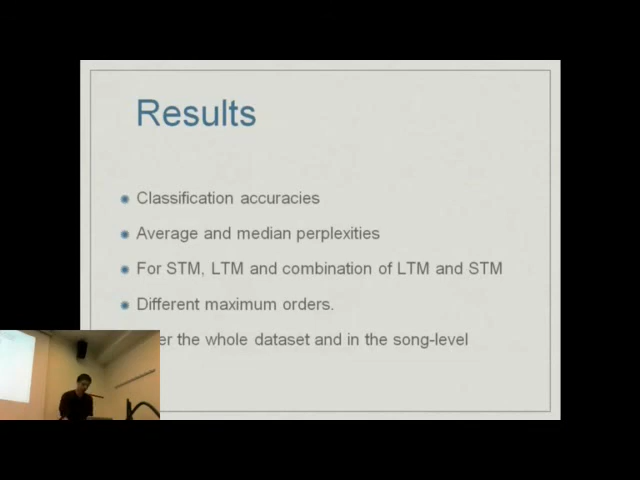 Results
Classification accuracies
Average and median perplexities
For STM, LTM and combination of LTM and STM
Different maximum orders.
the whole dataset and in the song-level